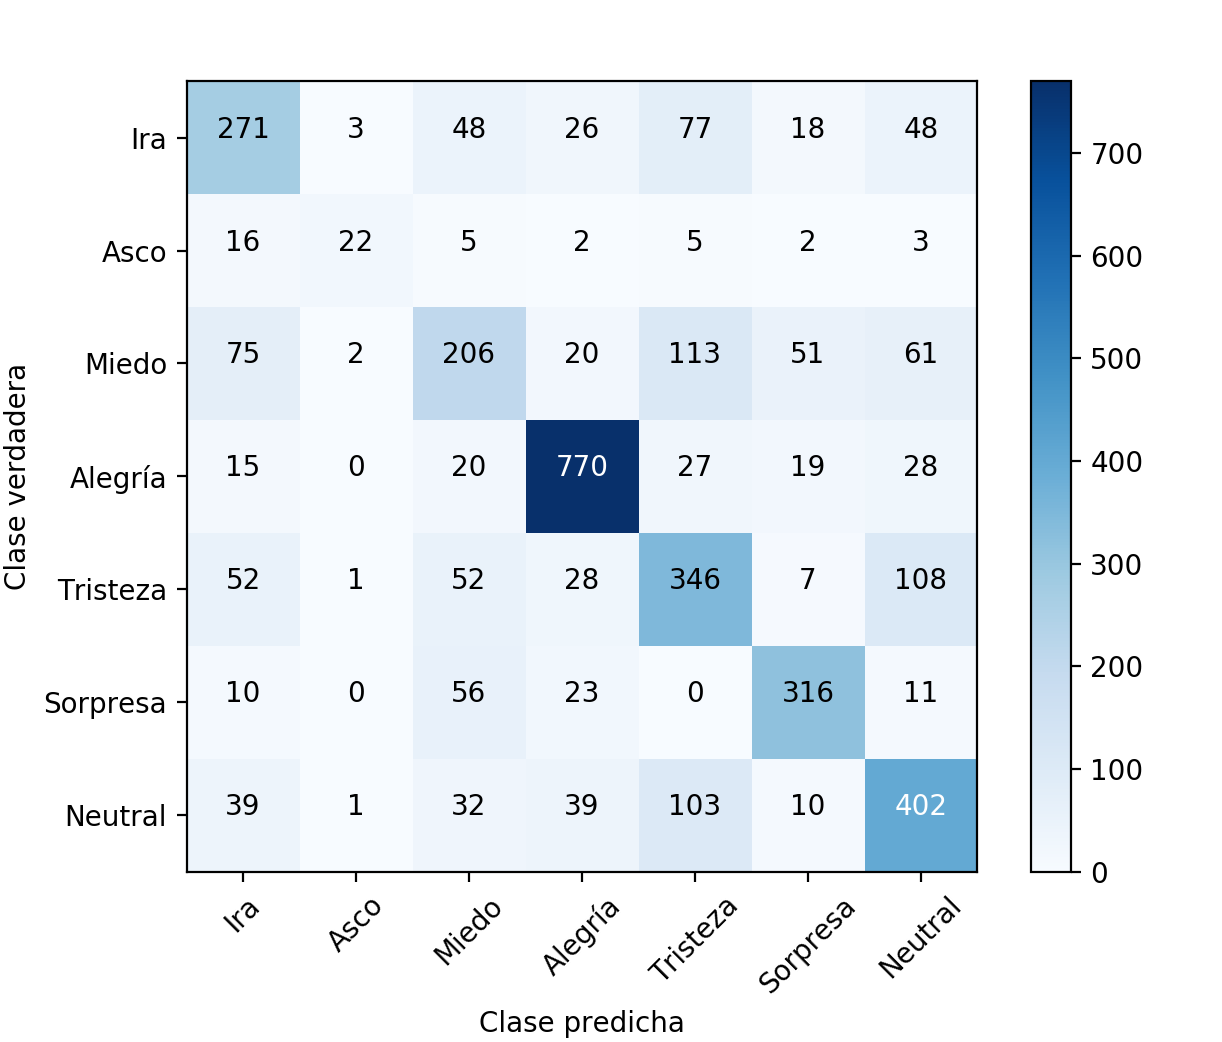 Ira 271 3 48 26 77 18 48
Asco 16 22 5 2 5 2 3
Miedo 75 2 206 20 113 51 61
Alegría 15 0 20 770 27 19 28
Tristeza 52 1 52 28 346 7 108
Sorpresa 10 0 56 23 0 316 11
Neutral 39 1 32 39 103 10 402
Ira Asco Miedo Alegría Tristeza Sorpresa Neutral
Clase predicha
Clase verdadera
700
600
500
400
300
200
100
0